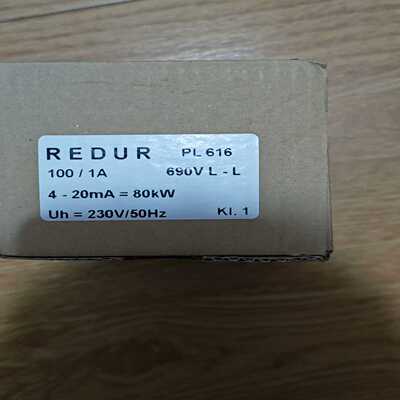 REDUR PL 616
100 / 1A 690V L - L
4 - 20mA = 80kW
Uh = 230V/50Hz Kl. 1